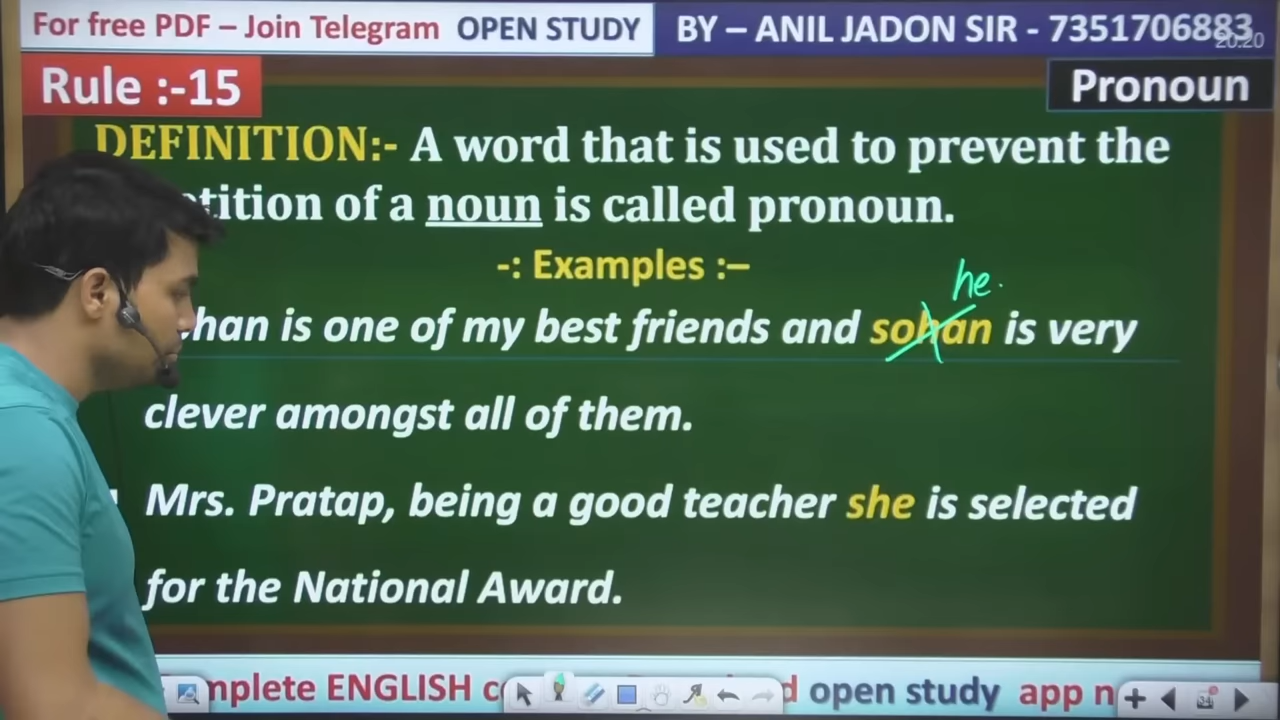 For free PDF – Join Telegram OPEN STUDY BY – ANIL JADON SIR - 7351706883
20:20
Rule :-15
Pronoun
DEFINITION:- A word that is used to prevent the
of a noun is called pronoun.
-: Examples :–
he.
is one of my best friends and sohan is very
clever amongst all of them.
Mrs. Pratap, being a good teacher she is selected
for the National Award.
ENGLISH open study app
34